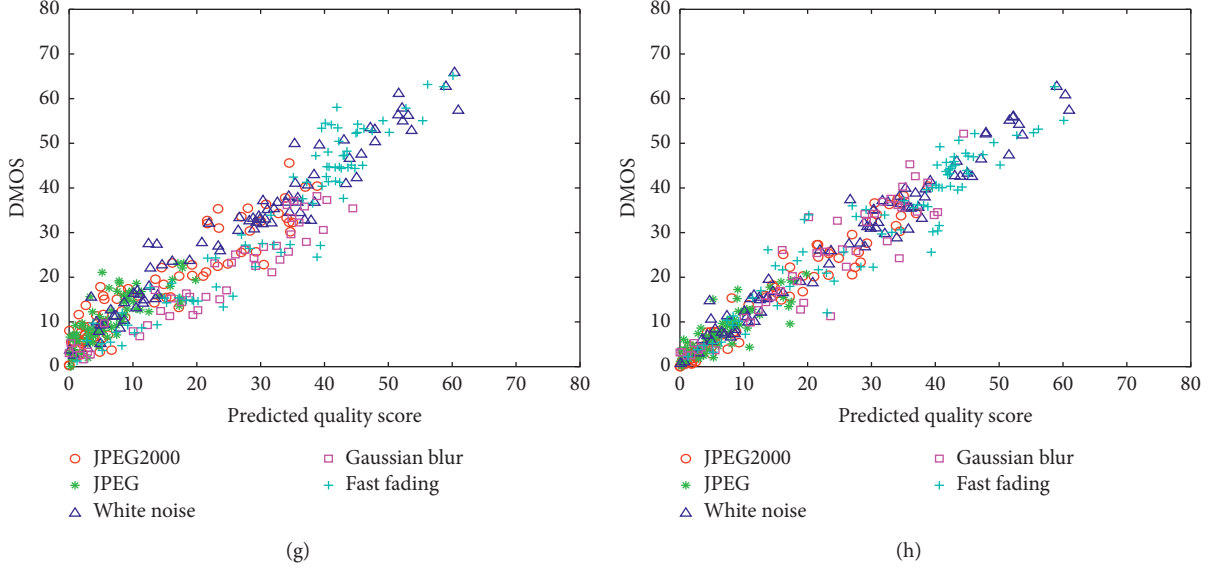 80
70
60
50
40
30
20
10
0
DMOS
0 10 20 30 40 50 60 70 80
Predicted quality score
JPEG2000 Gaussian blur
JPEG Fast fading
White noise
(g)
80
70
60
50
40
30
20
10
0
DMOS
0 10 20 30 40 50 60 70 80
Predicted quality score
JPEG2000 Gaussian blur
JPEG Fast fading
White noise
(h)